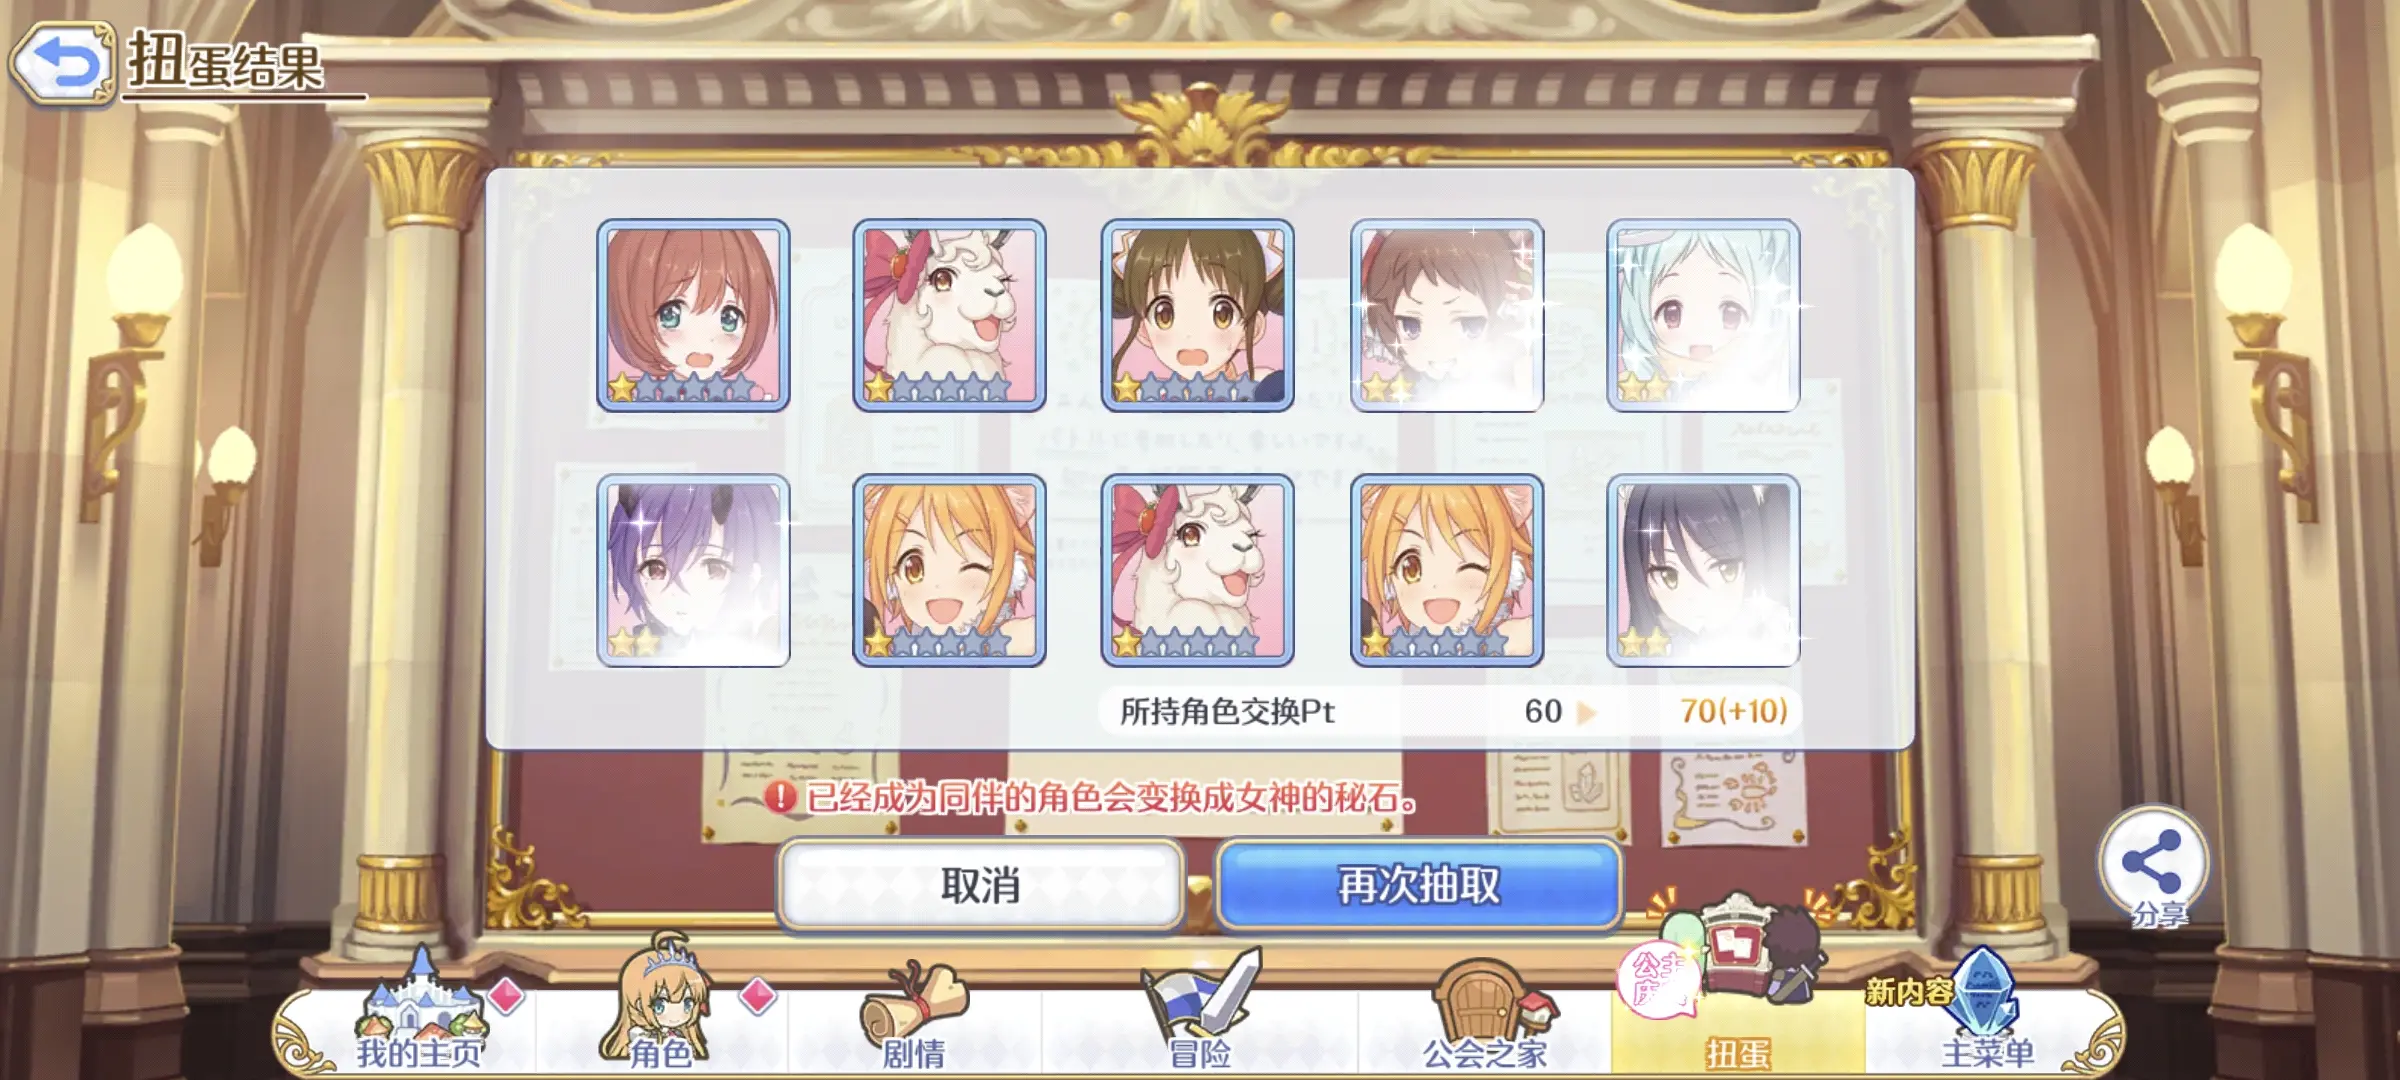 扭蛋结果
所持角色交换Pt 60 70(+10)
已经成为同伴的角色会变换成女神的秘石。
取消
再次抽取
分享
公主
新内容
我的主页
角色
剧情
冒险
公会之家
扭蛋
主菜单